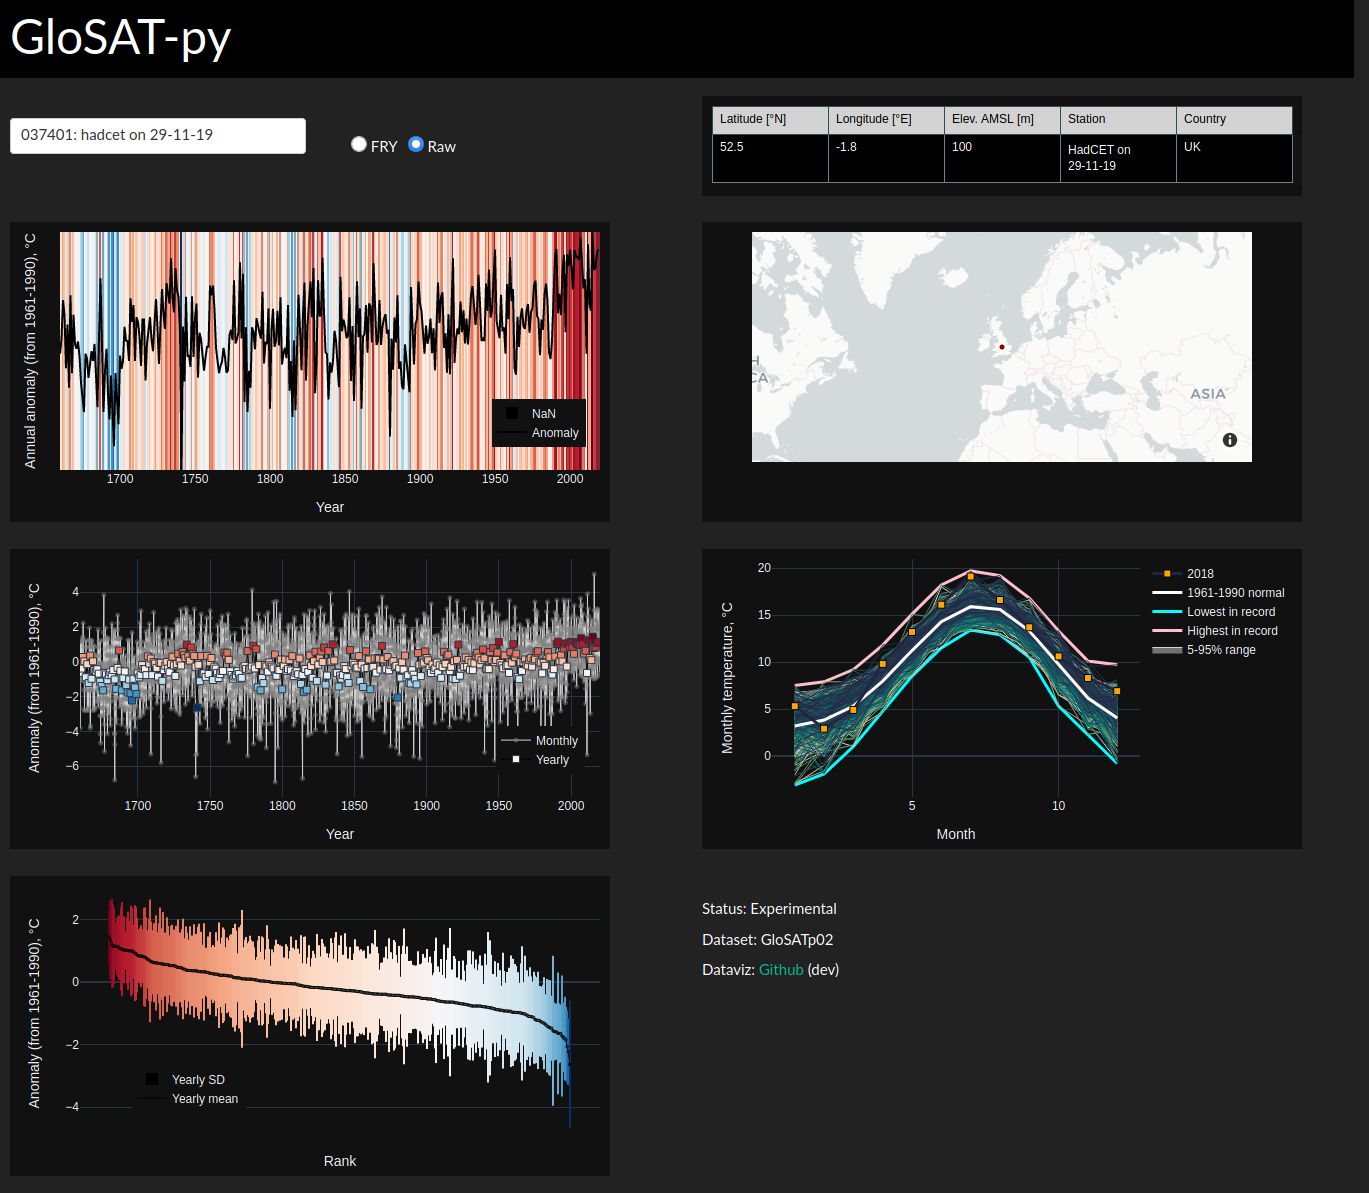 GloSAT-py
037401: hadcet on 29-11-19
FRY Raw
Latitude [°N] Longitude [°E] Elev. AMSL [m] Station Country
52.5 -1.8 100 HadCET on UK
29-11-19
Annual anomaly (from 1961-1990), °C
NaN
Anomaly
1700 1750 1800 1850 1900 1950 2000
Year
H
CA
ASIA
Anomaly (from 1961-1990), °C
4
2
0
−2
−4
−6
Monthly
Yearly
1700 1750 1800 1850 1900 1950 2000
Year
Monthly temperature, °C
20
15
10
5
0
5 10
Month
2018
1961-1990 normal
Lowest in record
Highest in record
5-95% range
Anomaly (from 1961-1990), °C
2
0
−2
−4
Yearly SD
Yearly mean
Rank
Status: Experimental
Dataset: GloSATp02
Dataviz: Github (dev)